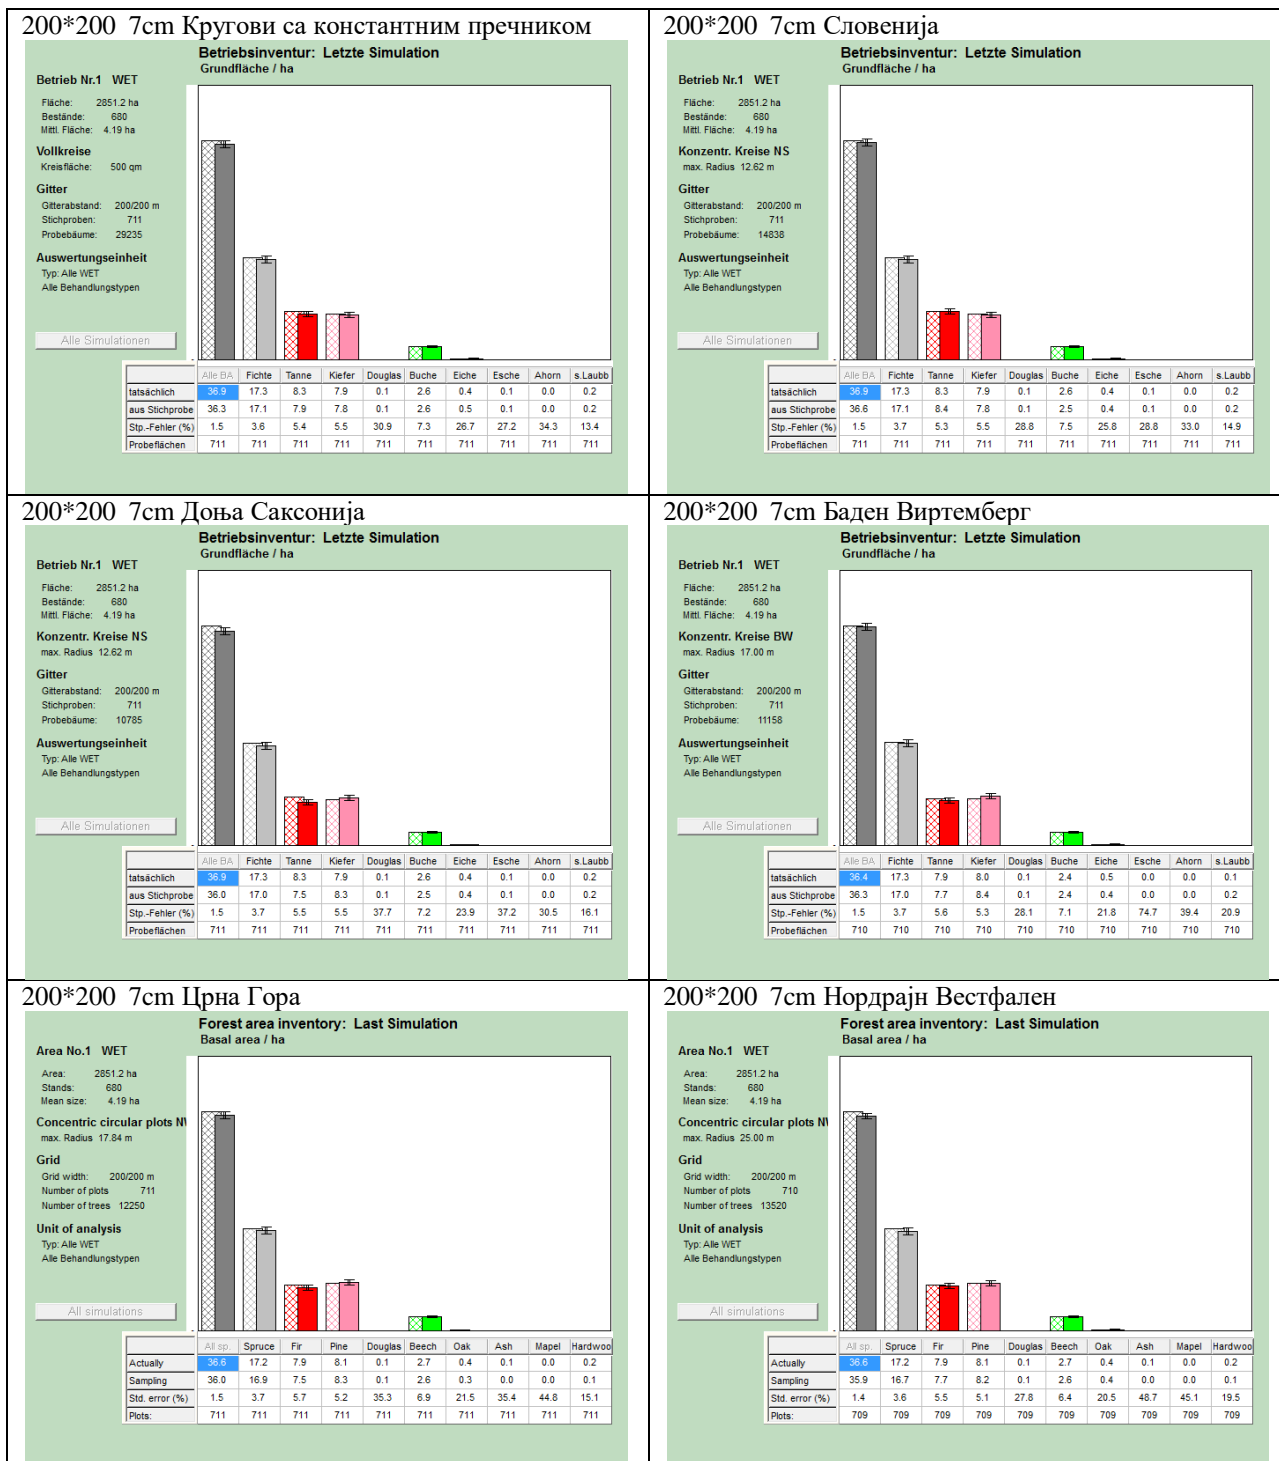 200*200 7cm Кругови са константним пречником
Betriebsinventur: Letzte Simulation
Grundfläche / ha
Betrieb Nr.1 WET
Fläche: 2851.2 ha
Bestände: 680
Mittl. Fläche: 4.19 ha
Vollkreise
Kreisfläche: 500 qm
Gitter
Gitterabstand: 200/200 m
Stichproben: 711
Probebäume: 29235
Auswertungseinheit
Typ: Alle WET
Alle Behandlungstypen
Alle Simulationen
Alle BA Fichte Tanne Kiefer Douglas Buche Eiche Esche Ahorn s.Laubb
tatsächlich 36.9 17.3 8.3 7.9 0.1 2.6 0.4 0.1 0.0 0.2
aus Stichprobe 36.3 17.1 7.9 7.8 0.1 2.6 0.5 0.1 0.0 0.2
Stp.-Fehler (%) 1.5 3.6 5.4 5.5 30.9 7.3 26.7 27.2 34.3 13.4
Probeflächen 711 711 711 711 711 711 711 711 711 711
200*200 7cm Словенија
Betriebsinventur: Letzte Simulation
Grundfläche / ha
Betrieb Nr.1 WET
Fläche: 2851.2 ha
Bestände: 680
Mittl. Fläche: 4.19 ha
Konzentr. Kreise NS
max. Radius 12.62 m
Gitter
Gitterabstand: 200/200 m
Stichproben: 711
Probebäume: 14838
Auswertungseinheit
Typ: Alle WET
Alle Behandlungstypen
Alle Simulationen
Alle BA Fichte Tanne Kiefer Douglas Buche Eiche Esche Ahorn s.Laubb
tatsächlich 36.9 17.3 8.3 7.9 0.1 2.6 0.4 0.1 0.0 0.2
aus Stichprobe 36.6 17.1 8.4 7.8 0.1 2.5 0.4 0.1 0.0 0.2
Stp.-Fehler (%) 1.5 3.7 5.3 5.5 28.8 7.5 25.8 28.8 33.0 14.9
Probeflächen 711 711 711 711 711 711 711 711 711 711
200*200 7cm Доња Саксонија
Betriebsinventur: Letzte Simulation
Grundfläche / ha
Betrieb Nr.1 WET
Fläche: 2851.2 ha
Bestände: 680
Mittl. Fläche: 4.19 ha
Konzentr. Kreise NS
max. Radius 12.62 m
Gitter
Gitterabstand: 200/200 m
Stichproben: 711
Probebäume: 10785
Auswertungseinheit
Typ: Alle WET
Alle Behandlungstypen
Alle Simulationen
Alle BA Fichte Tanne Kiefer Douglas Buche Eiche Esche Ahorn s.Laubb
tatsächlich 36.9 17.3 8.3 7.9 0.1 2.6 0.4 0.1 0.0 0.2
aus Stichprobe 36.0 17.0 7.5 8.3 0.1 2.5 0.4 0.1 0.0 0.2
Stp.-Fehler (%) 1.5 3.7 5.5 5.5 37.7 7.2 23.9 37.2 30.5 16.1
Probeflächen 711 711 711 711 711 711 711 711 711 711
200*200 7cm Баден Виртемберг
Betriebsinventur: Letzte Simulation
Grundfläche / ha
Betrieb Nr.1 WET
Fläche: 2851.2 ha
Bestände: 680
Mittl. Fläche: 4.19 ha
Konzentr. Kreise BW
max. Radius 17.00 m
Gitter
Gitterabstand: 200/200 m
Stichproben: 711
Probebäume: 11158
Auswertungseinheit
Typ: Alle WET
Alle Behandlungstypen
Alle Simulationen
Alle BA Fichte Tanne Kiefer Douglas Buche Eiche Esche Ahorn s.Laubb
tatsächlich 36.4 17.3 7.9 8.0 0.1 2.4 0.5 0.0 0.0 0.1
aus Stichprobe 36.3 17.0 7.7 8.4 0.1 2.4 0.4 0.0 0.0 0.2
Stp.-Fehler (%) 1.5 3.7 5.6 5.3 28.1 7.1 21.8 74.7 39.4 20.9
Probeflächen 710 710 710 710 710 710 710 710 710 710
200*200 7cm Црна Гора
Forest area inventory: Last Simulation
Basal area / ha
Area No.1 WET
Area: 2851.2 ha
Stands: 680
Mean size: 4.19 ha
Concentric circular plots NW
max. Radius 17.84 m
Grid
Grid width: 200/200 m
Number of plots 711
Number of trees 12250
Unit of analysis
Typ: Alle WET
Alle Behandlungstypen
All simulations
All sp. Spruce Fir Pine Douglas Beech Oak Ash Mapel Hardwoo
Actually 36.6 17.2 7.9 8.1 0.1 2.7 0.4 0.1 0.0 0.2
Sampling 36.0 16.9 7.5 8.3 0.1 2.6 0.3 0.0 0.0 0.1
Std. error (%) 1.5 3.7 5.7 5.2 35.3 6.9 21.5 35.4 44.8 15.1
Plots: 711 711 711 711 711 711 711 711 711 711
200*200 7cm Нордрајн Вестфален
Forest area inventory: Last Simulation
Basal area / ha
Area No.1 WET
Area: 2851.2 ha
Stands: 680
Mean size: 4.19 ha
Concentric circular plots NW
max. Radius 25.00 m
Grid
Grid width: 200/200 m
Number of plots 710
Number of trees 13520
Unit of analysis
Typ: Alle WET
Alle Behandlungstypen
All simulations
All sp. Spruce Fir Pine Douglas Beech Oak Ash Mapel Hardwoo
Actually 36.6 17.2 7.9 8.1 0.1 2.7 0.4 0.1 0.0 0.2
Sampling 35.9 16.7 7.7 8.2 0.1 2.6 0.4 0.0 0.0 0.1
Std. error (%) 1.4 3.6 5.5 5.1 27.8 6.4 20.5 48.7 45.1 19.5
Plots: 709 709 709 709 709 709 709 709 709 709